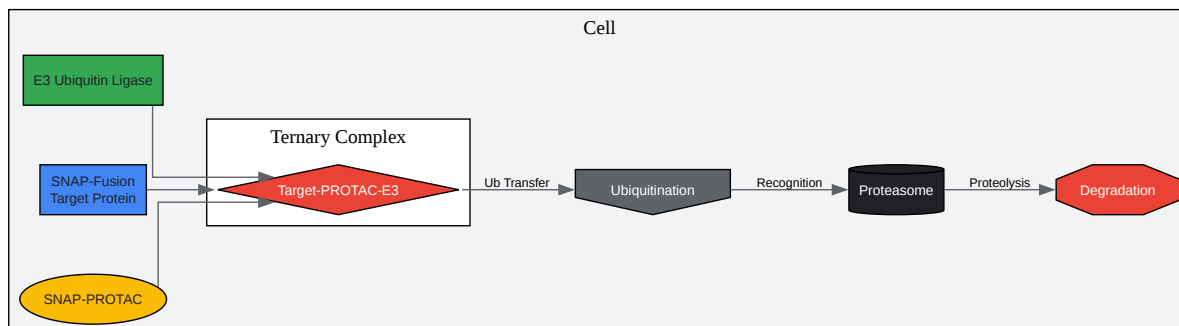 Cell
E3 Ubiquitin Ligase
Ternary Complex
SNAP-Fusion
Target Protein
Target-PROTAC-E3
Ub Transfer
Ubiquitination
Recognition
Proteasome
Proteolysis
Degradation
SNAP-PROTAC